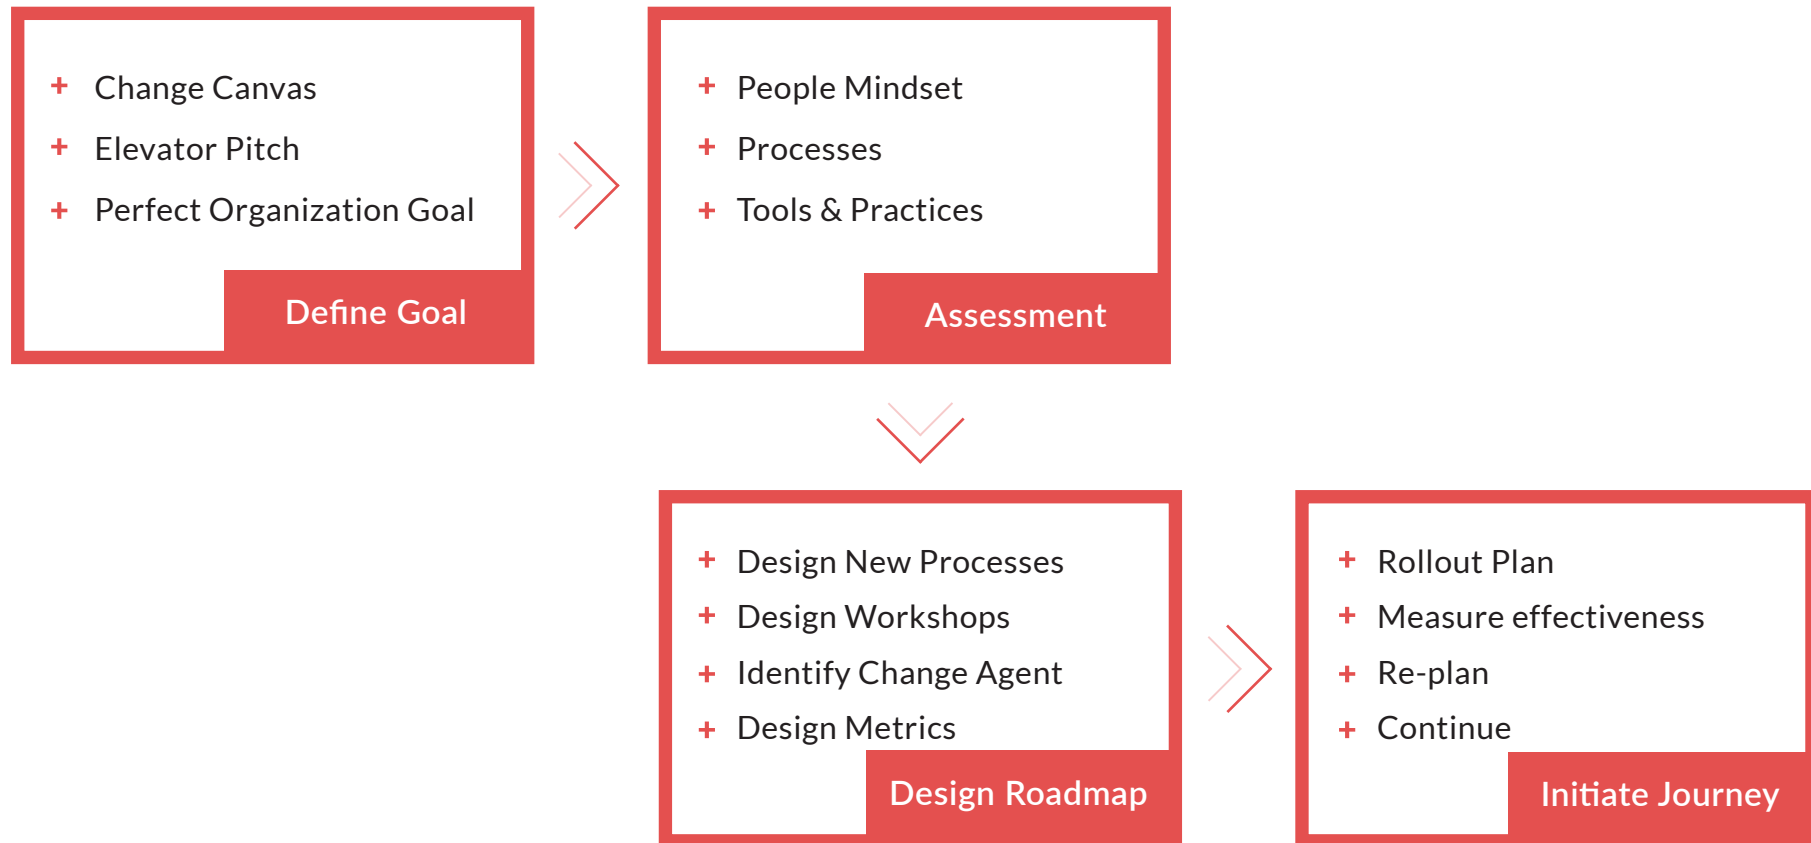 Change Canvas
Elevator Pitch
Perfect Organization Goal
Define Goal
People Mindset
Processes
Tools & Practices
Assessment
Design New Processes
Design Workshops
Identify Change Agent
Design Metrics
Design Roadmap
Rollout Plan
Measure effectiveness
Re-plan
Continue
Initiate Journey